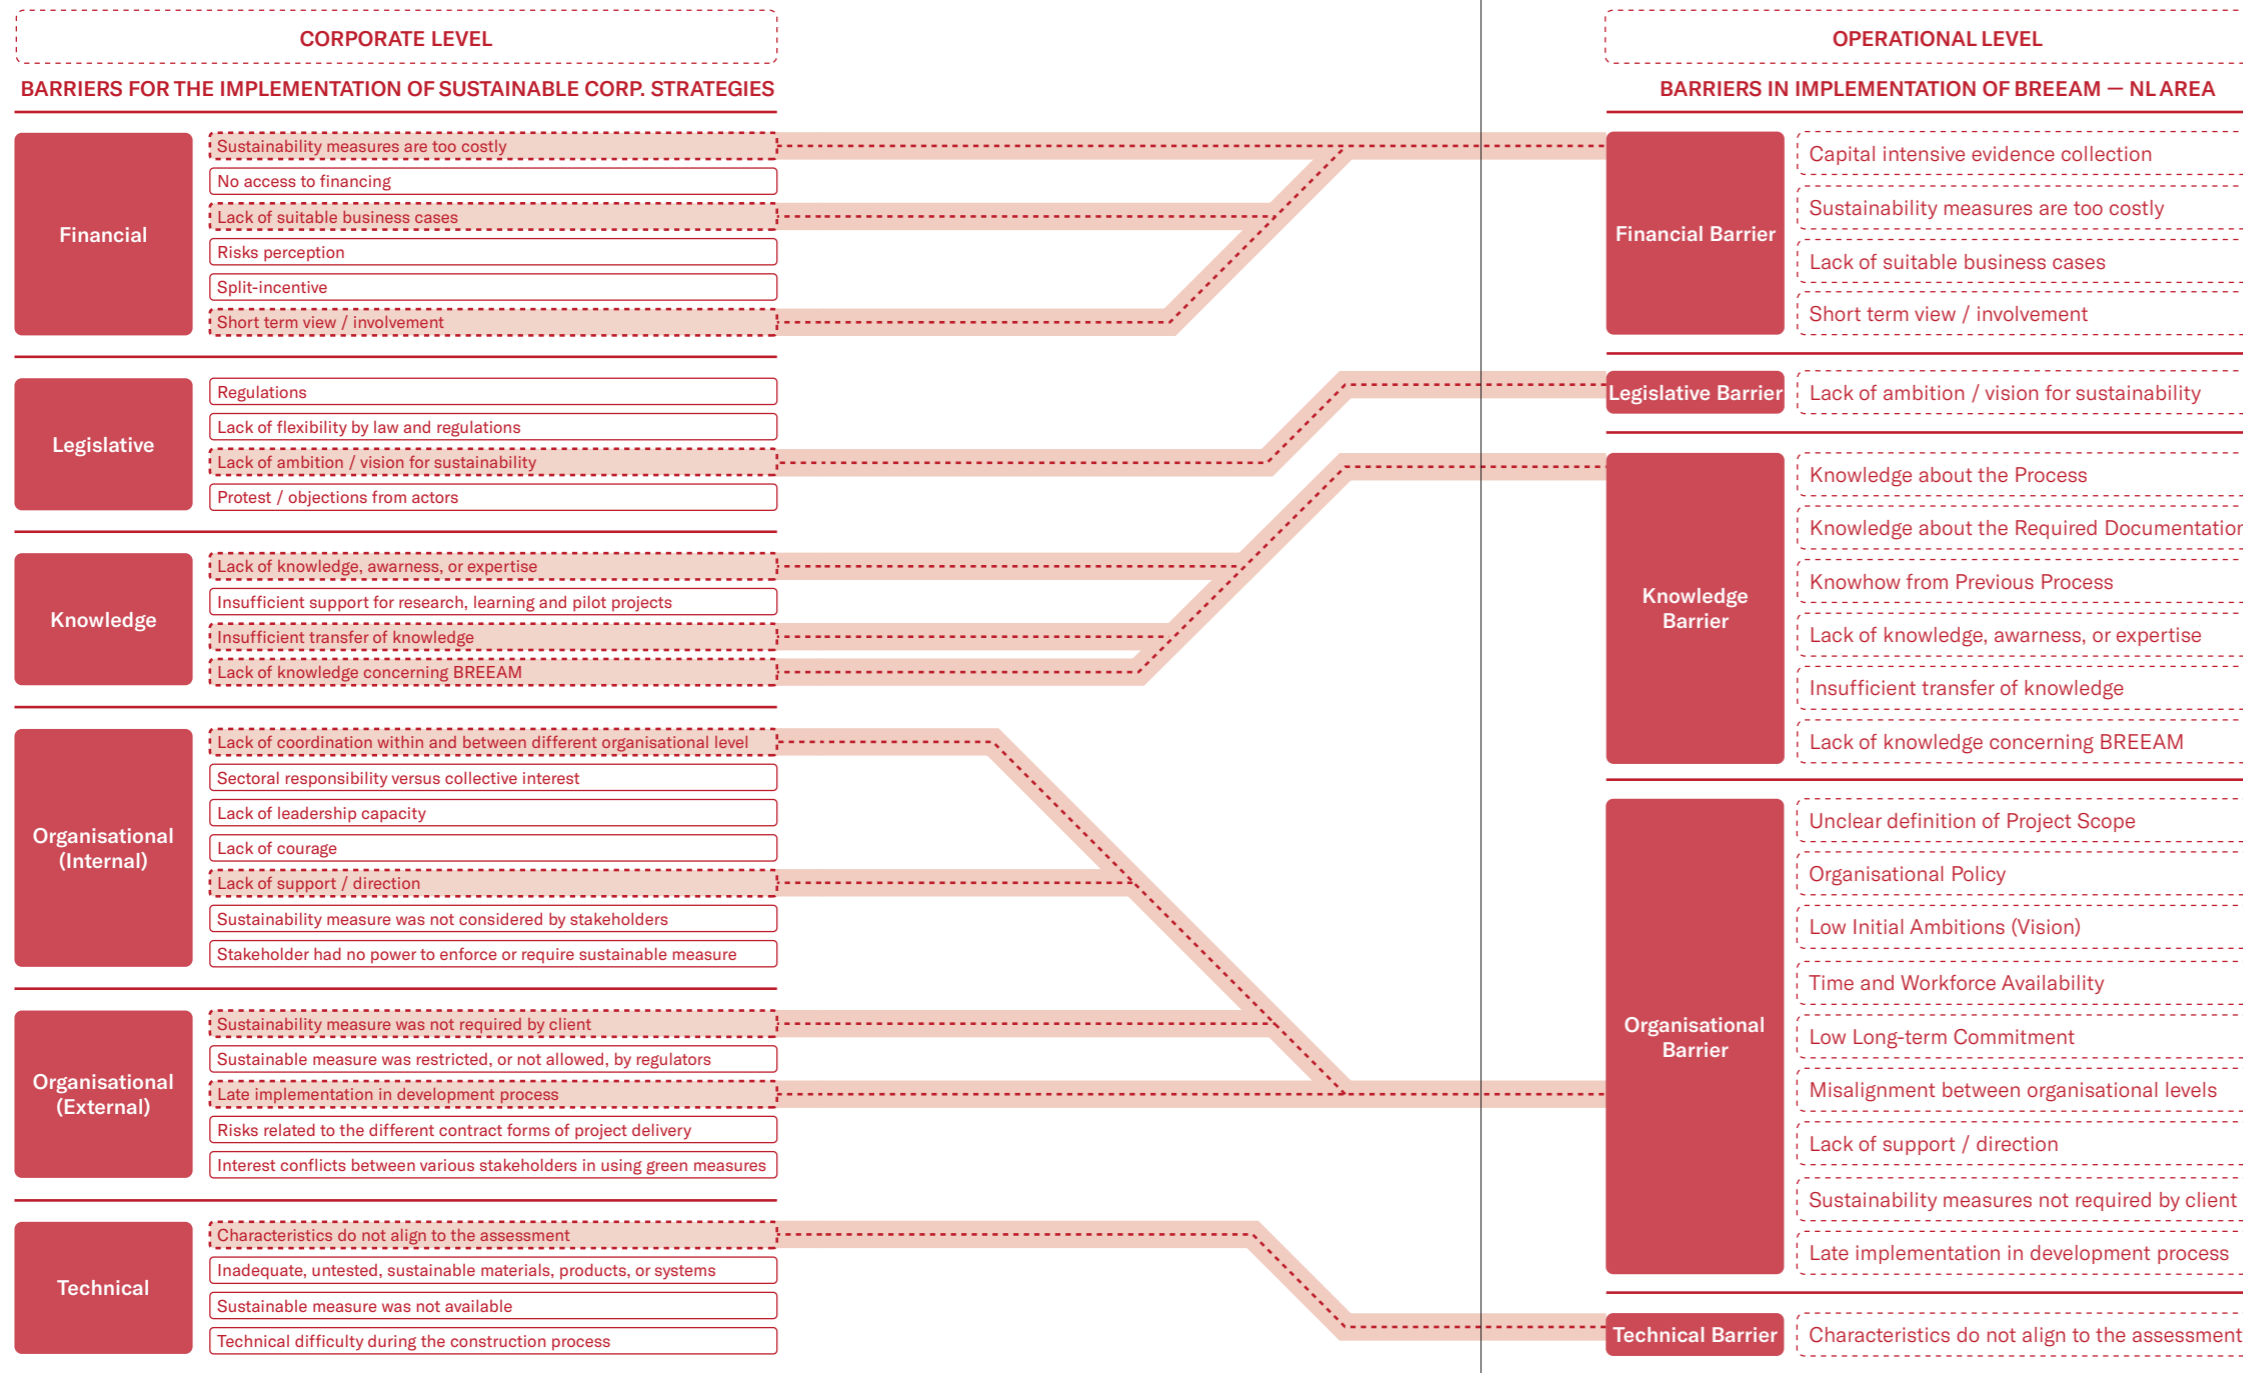 CORPORATE LEVEL
BARRIERS FOR THE IMPLEMENTATION OF SUSTAINABLE CORP. STRATEGIES
Financial
Sustainability measures are too costly
No access to financing
Lack of suitable business cases
Risks perception
Split-incentive
Short term view / involvement
Legislative
Regulations
Lack of flexibility by law and regulations
Lack of ambition / vision for sustainability
Protest / objections from actors
Knowledge
Lack of knowledge, awarness, or expertise
Insufficient support for research, learning and pilot projects
Insufficient transfer of knowledge
Lack of knowledge concerning BREEAM
Organisational
(Internal)
Lack of coordination within and between different organisational level
Sectoral responsibility versus collective interest
Lack of leadership capacity
Lack of courage
Lack of support / direction
Sustainability measure was not considered by stakeholders
Stakeholder had no power to enforce or require sustainable measure
Organisational
(External)
Sustainability measure was not required by client
Sustainable measure was restricted, or not allowed, by regulators
Late implementation in development process
Risks related to the different contract forms of project delivery
Interest conflicts between various stakeholders in using green measures
Technical
Characteristics do not align to the assessment
Inadequate, untested, sustainable materials, products, or systems
Sustainable measure was not available
Technical difficulty during the construction process
OPERATIONAL LEVEL
BARRIERS IN IMPLEMENTATION OF BREEAM — NL AREA
Financial Barrier
Capital intensive evidence collection
Sustainability measures are too costly
Lack of suitable business cases
Short term view / involvement
Legislative Barrier
Lack of ambition / vision for sustainability
Knowledge
Barrier
Knowledge about the Process
Knowledge about the Required Documentation
Knowhow from Previous Process
Lack of knowledge, awarness, or expertise
Insufficient transfer of knowledge
Lack of knowledge concerning BREEAM
Organisational
Barrier
Unclear definition of Project Scope
Organisational Policy
Low Initial Ambitions (Vision)
Time and Workforce Availability
Low Long-term Commitment
Misalignment between organisational levels
Lack of support / direction
Sustainability measures not required by client
Late implementation in development process
Technical Barrier
Characteristics do not align to the assessment